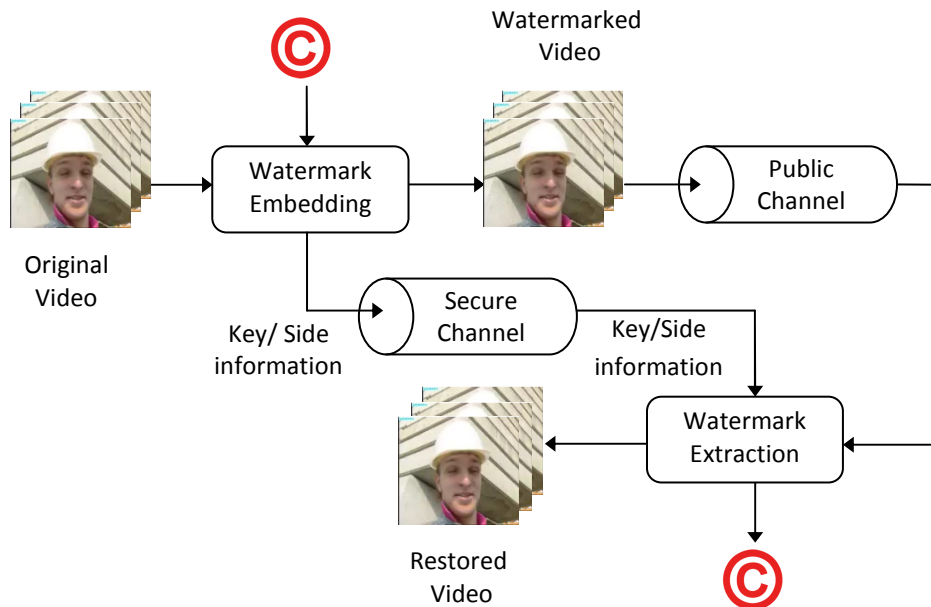 Watermarked
Video
©
Watermark
Embedding
Public
Channel
Original
Video
Secure
Channel
Key/ Side
information
Key/Side
information
Watermark
Extraction
Restored
Video
©